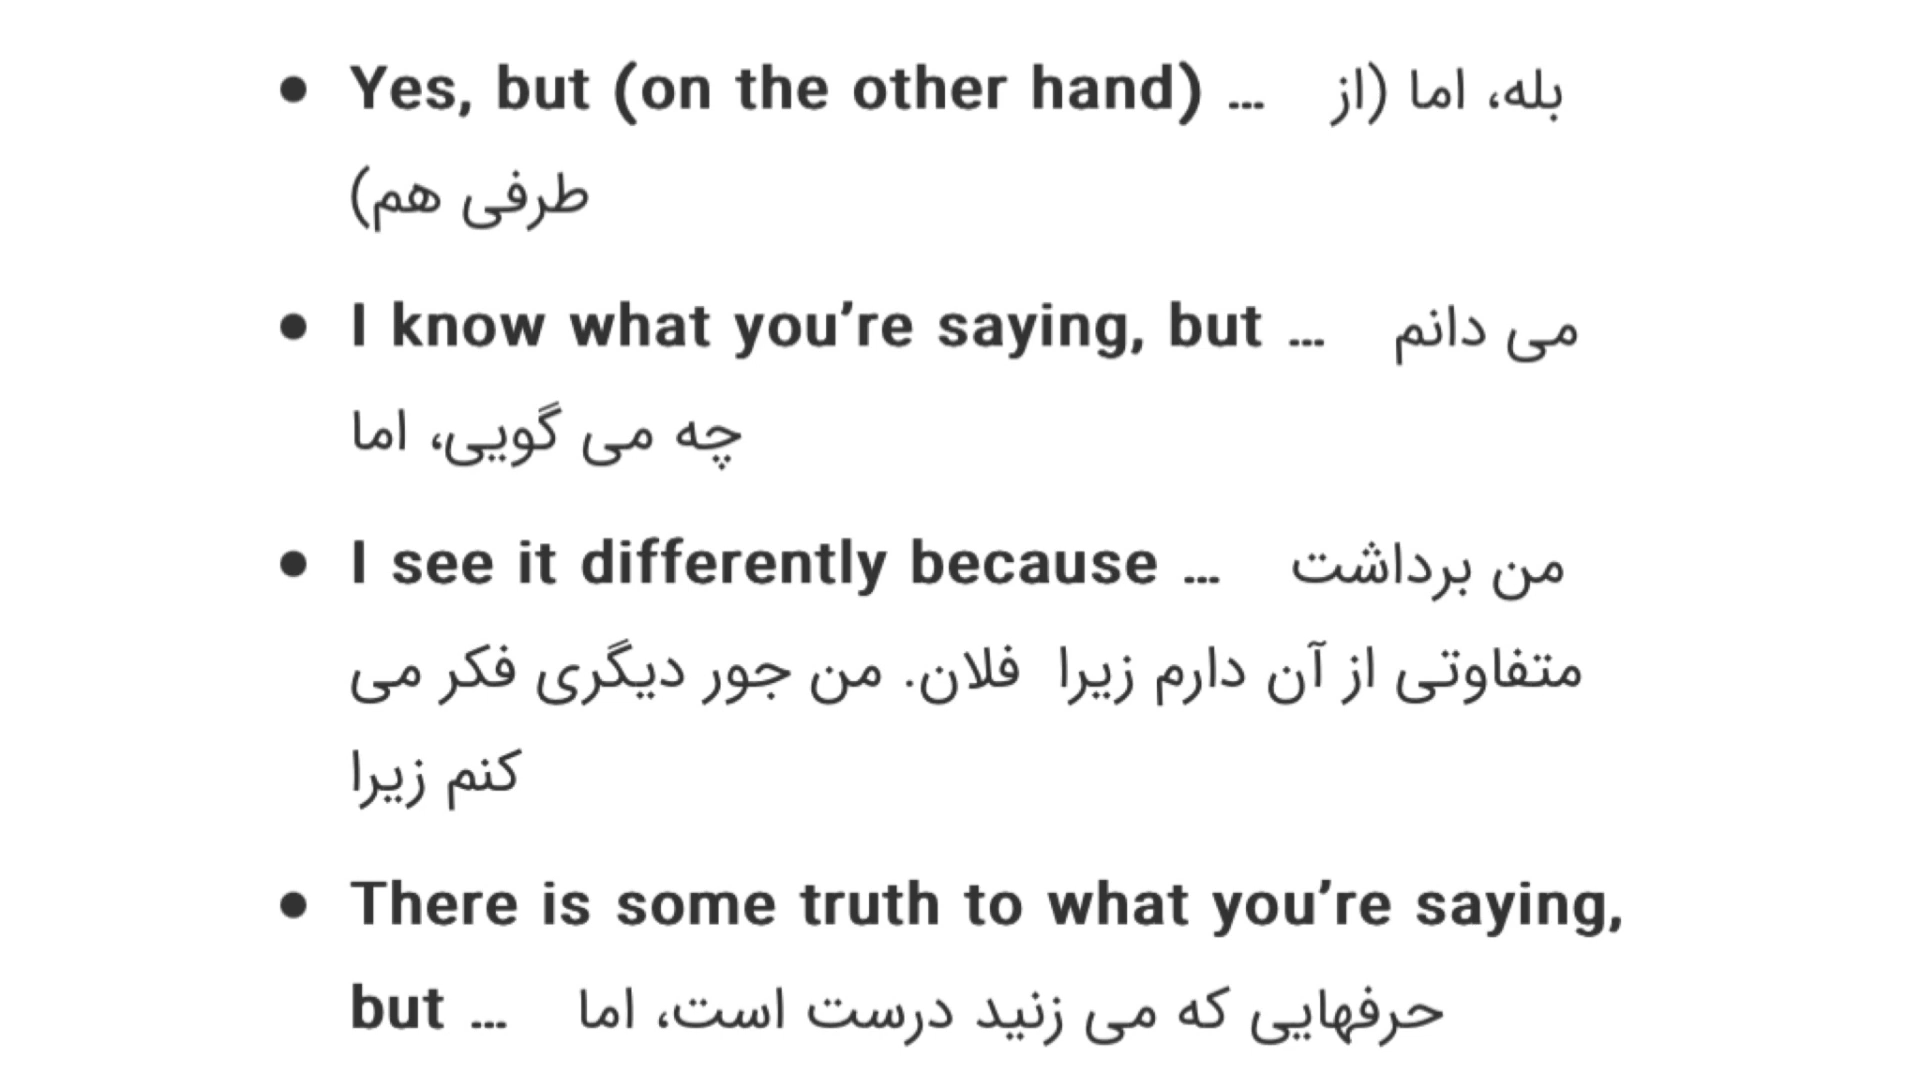 • Yes, but (on the other hand) … بله، اما (از
طرفی هم)
• I know what you’re saying, but … می دانم
چه می گویی، اما
• I see it differently because … من برداشت
متفاوتی از آن دارم زیرا فلان. من جور دیگری فکر می
کنم زیرا
• There is some truth to what you’re saying,
but … حرفهایی که می زنید درست است، اما